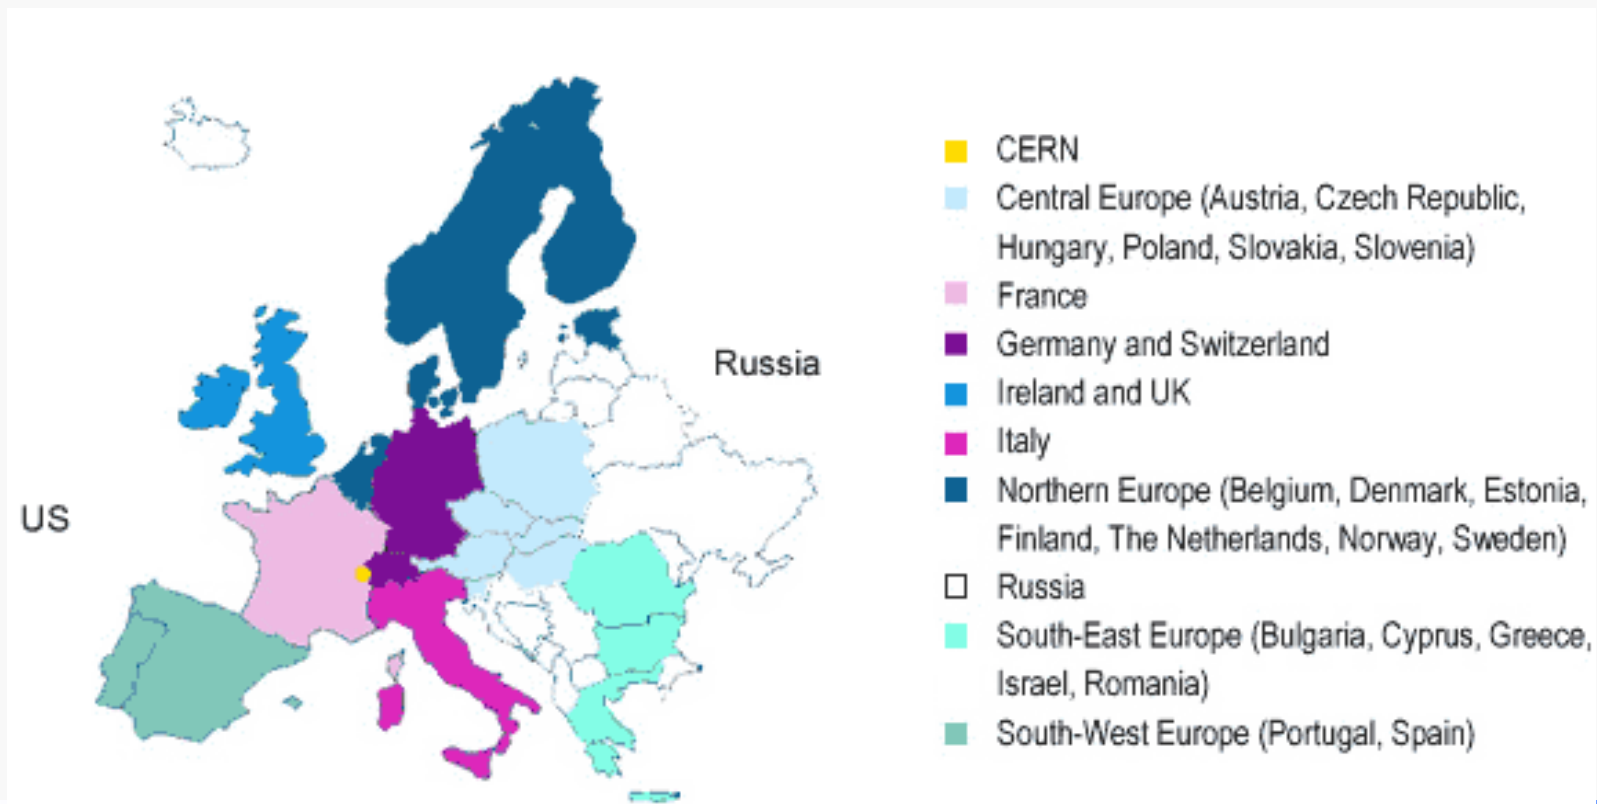 CERN
Central Europe (Austria, Czech Republic,
Hungary, Poland, Slovakia, Slovenia)
France
Germany and Switzerland
Ireland and UK
Italy
Northern Europe (Belgium, Denmark, Estonia,
Finland, The Netherlands, Norway, Sweden)
Russia
South-East Europe (Bulgaria, Cyprus, Greece,
Israel, Romania)
South-West Europe (Portugal, Spain)
Russia
US